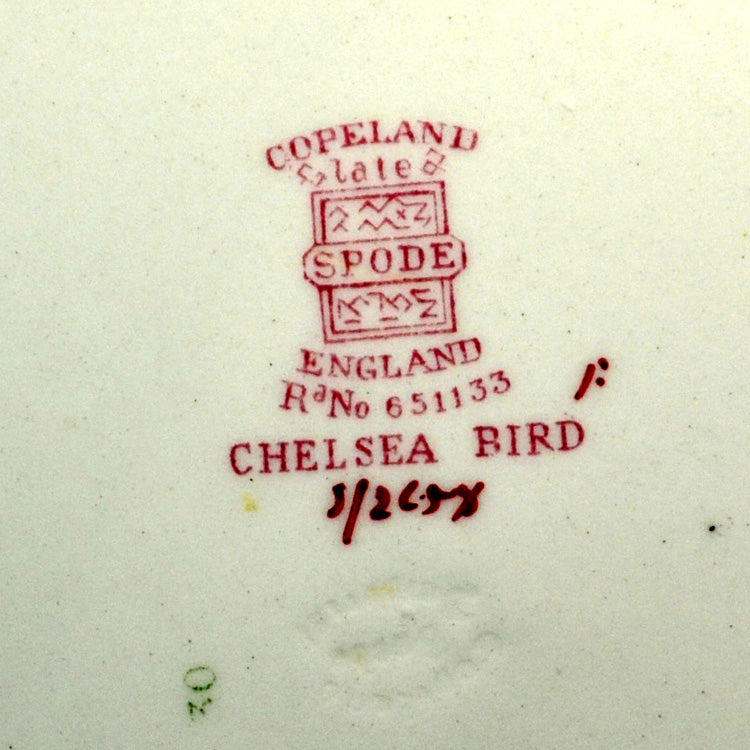 COPELAND
late
SPODE
ENGLAND
RᵈNo 651133
CHELSEA BIRD